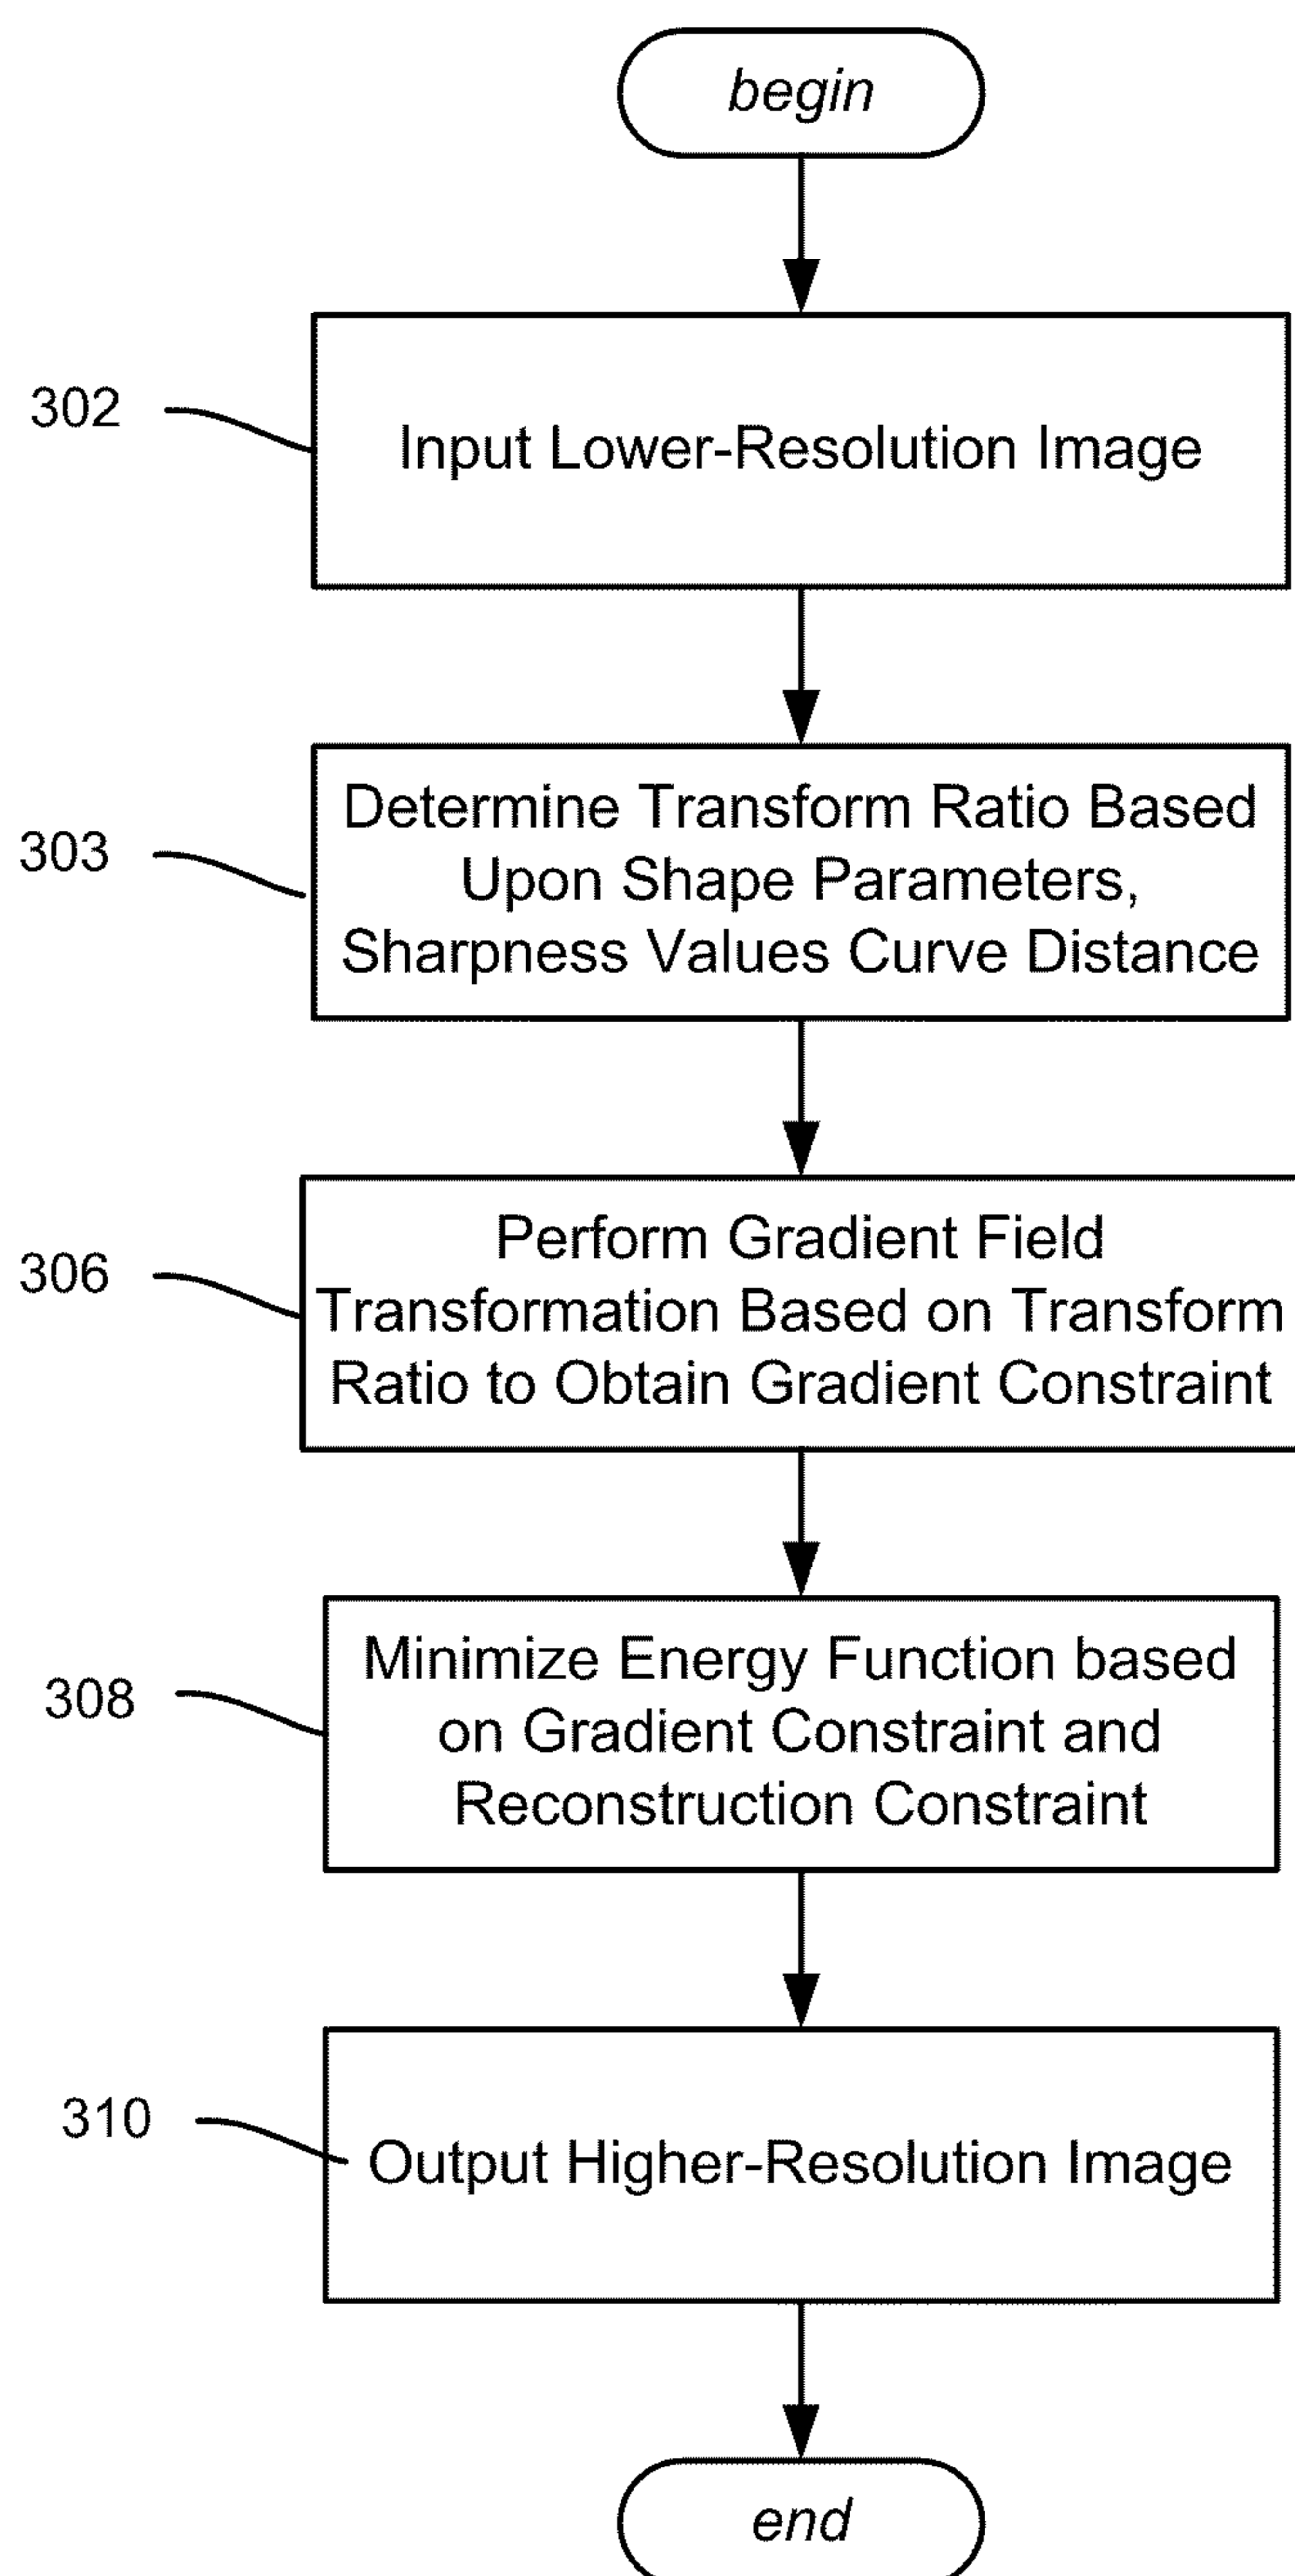 begin
302
Input Lower-Resolution Image
303
Determine Transform Ratio Based
Upon Shape Parameters,
Sharpness Values Curve Distance
306
Perform Gradient Field
Transformation Based on Transform
Ratio to Obtain Gradient Constraint
308
Minimize Energy Function based
on Gradient Constraint and
Reconstruction Constraint
310
Output Higher-Resolution Image
end